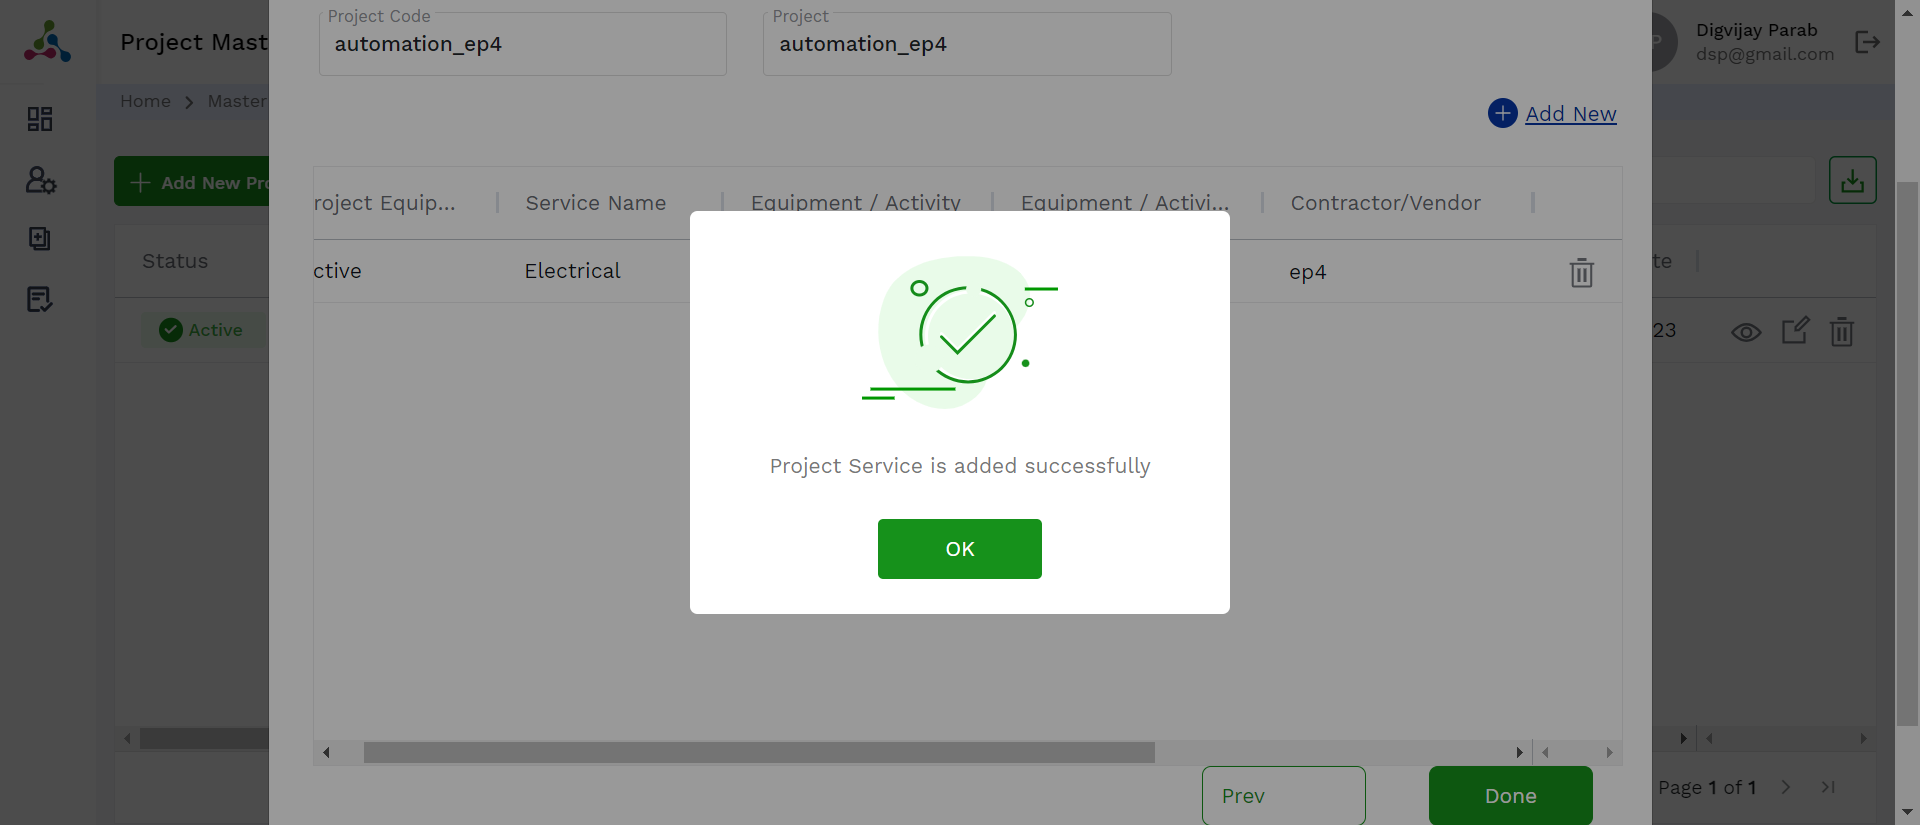 Project Code
automation_ep4
Project
automation_ep4
Project Mast
P
Digvijay Parab
dsp@gmail.com
Home
Master
Add New
Add New Pro
roject Equip...
Service Name
Equipment / Activity
Equipment / Activi...
Contractor/Vendor
Status
te
ctive
Electrical
ep4
Active
23
Project Service is added successfully
OK
Prev
Done
Page 1 of 1